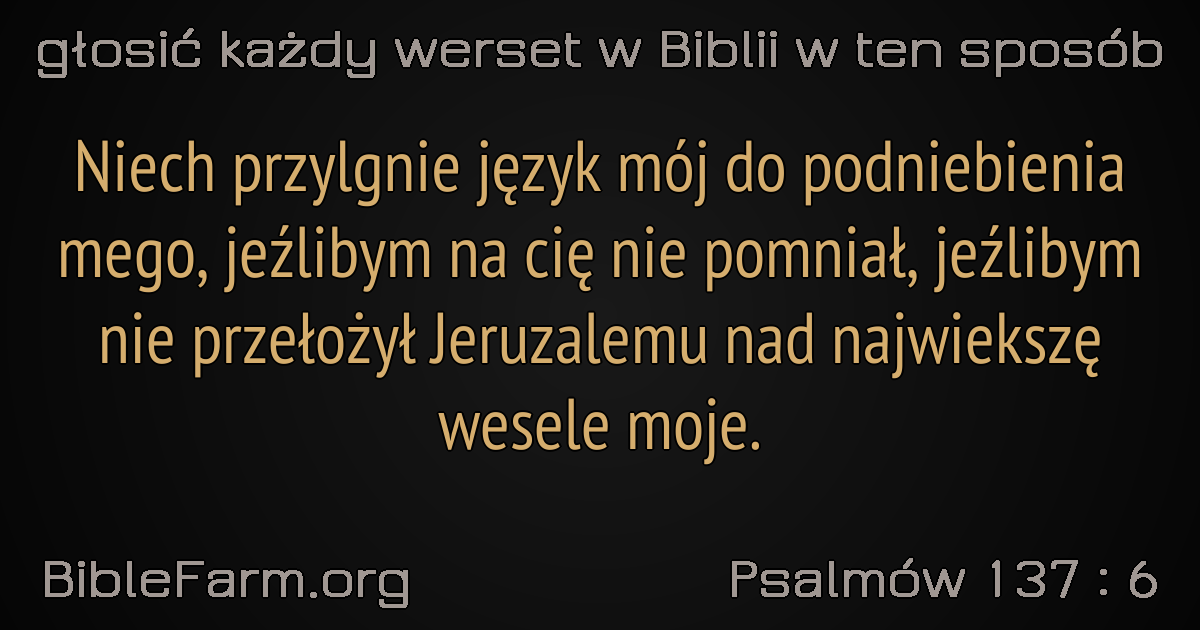 głosić każdy werset w Biblii w ten sposób
Niech przylgnie język mój do podniebienia
mego, jeźlibym na cię nie pomniał, jeźlibym
nie przełożył Jeruzalemu nad najwiekszę
wesele moje.
BibleFarm.org
Psalmów 137 : 6